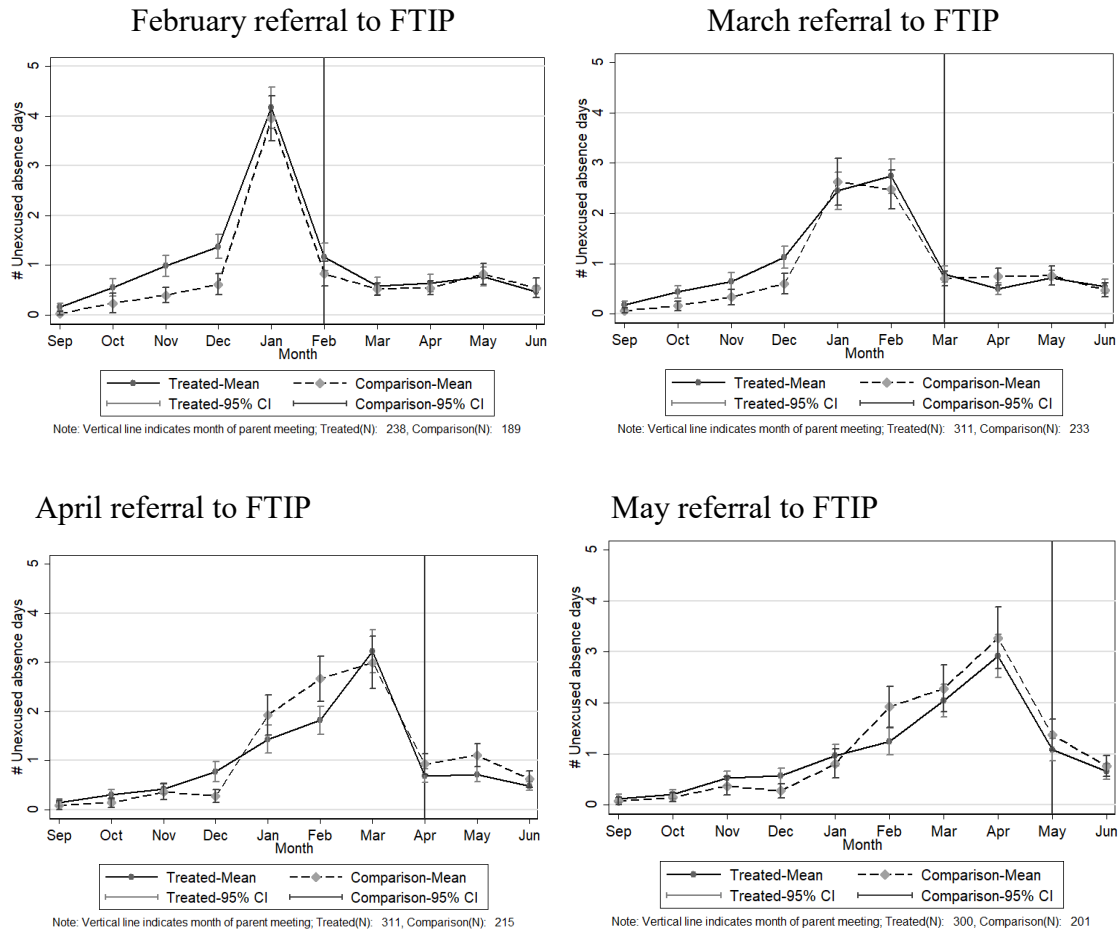 February referral to FTIP
March referral to FTIP
# Unexcused absence days
5
4
3
2
1
0
Sep Oct Nov Dec Jan Feb Mar Apr May Jun
Month
Treated-Mean Comparison-Mean
Treated-95% CI Comparison-95% CI
Note: Vertical line indicates month of parent meeting; Treated(N): 238, Comparison(N): 189
# Unexcused absence days
5
4
3
2
1
0
Sep Oct Nov Dec Jan Feb Mar Apr May Jun
Month
Treated-Mean Comparison-Mean
Treated-95% CI Comparison-95% CI
Note: Vertical line indicates month of parent meeting; Treated(N): 311, Comparison(N): 233
April referral to FTIP
May referral to FTIP
# Unexcused absence days
5
4
3
2
1
0
Sep Oct Nov Dec Jan Feb Mar Apr May Jun
Month
Treated-Mean Comparison-Mean
Treated-95% CI Comparison-95% CI
Note: Vertical line indicates month of parent meeting; Treated(N): 311, Comparison(N): 215
# Unexcused absence days
5
4
3
2
1
0
Sep Oct Nov Dec Jan Feb Mar Apr May Jun
Month
Treated-Mean Comparison-Mean
Treated-95% CI Comparison-95% CI
Note: Vertical line indicates month of parent meeting; Treated(N): 300, Comparison(N): 201